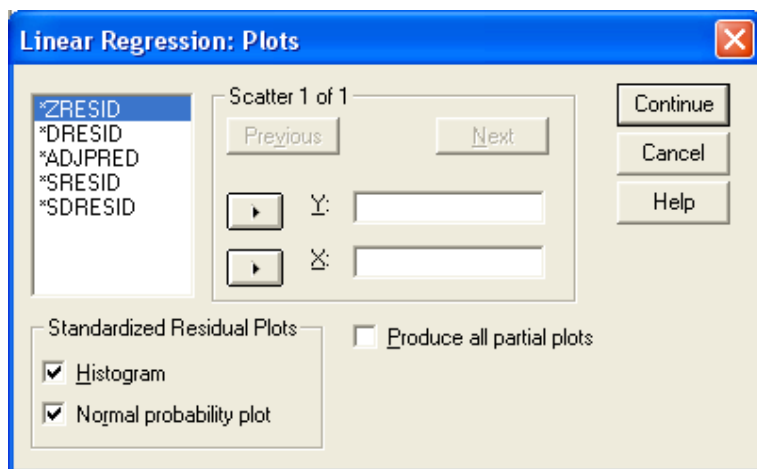 Linear Regression: Plots
*ZRESID
*DRESID
*ADJPRED
*SRESID
*SDRESID
Scatter 1 of 1
Previous
Next
Y:
X:
Continue
Cancel
Help
Standardized Residual Plots
Histogram
Normal probability plot
Produce all partial plots